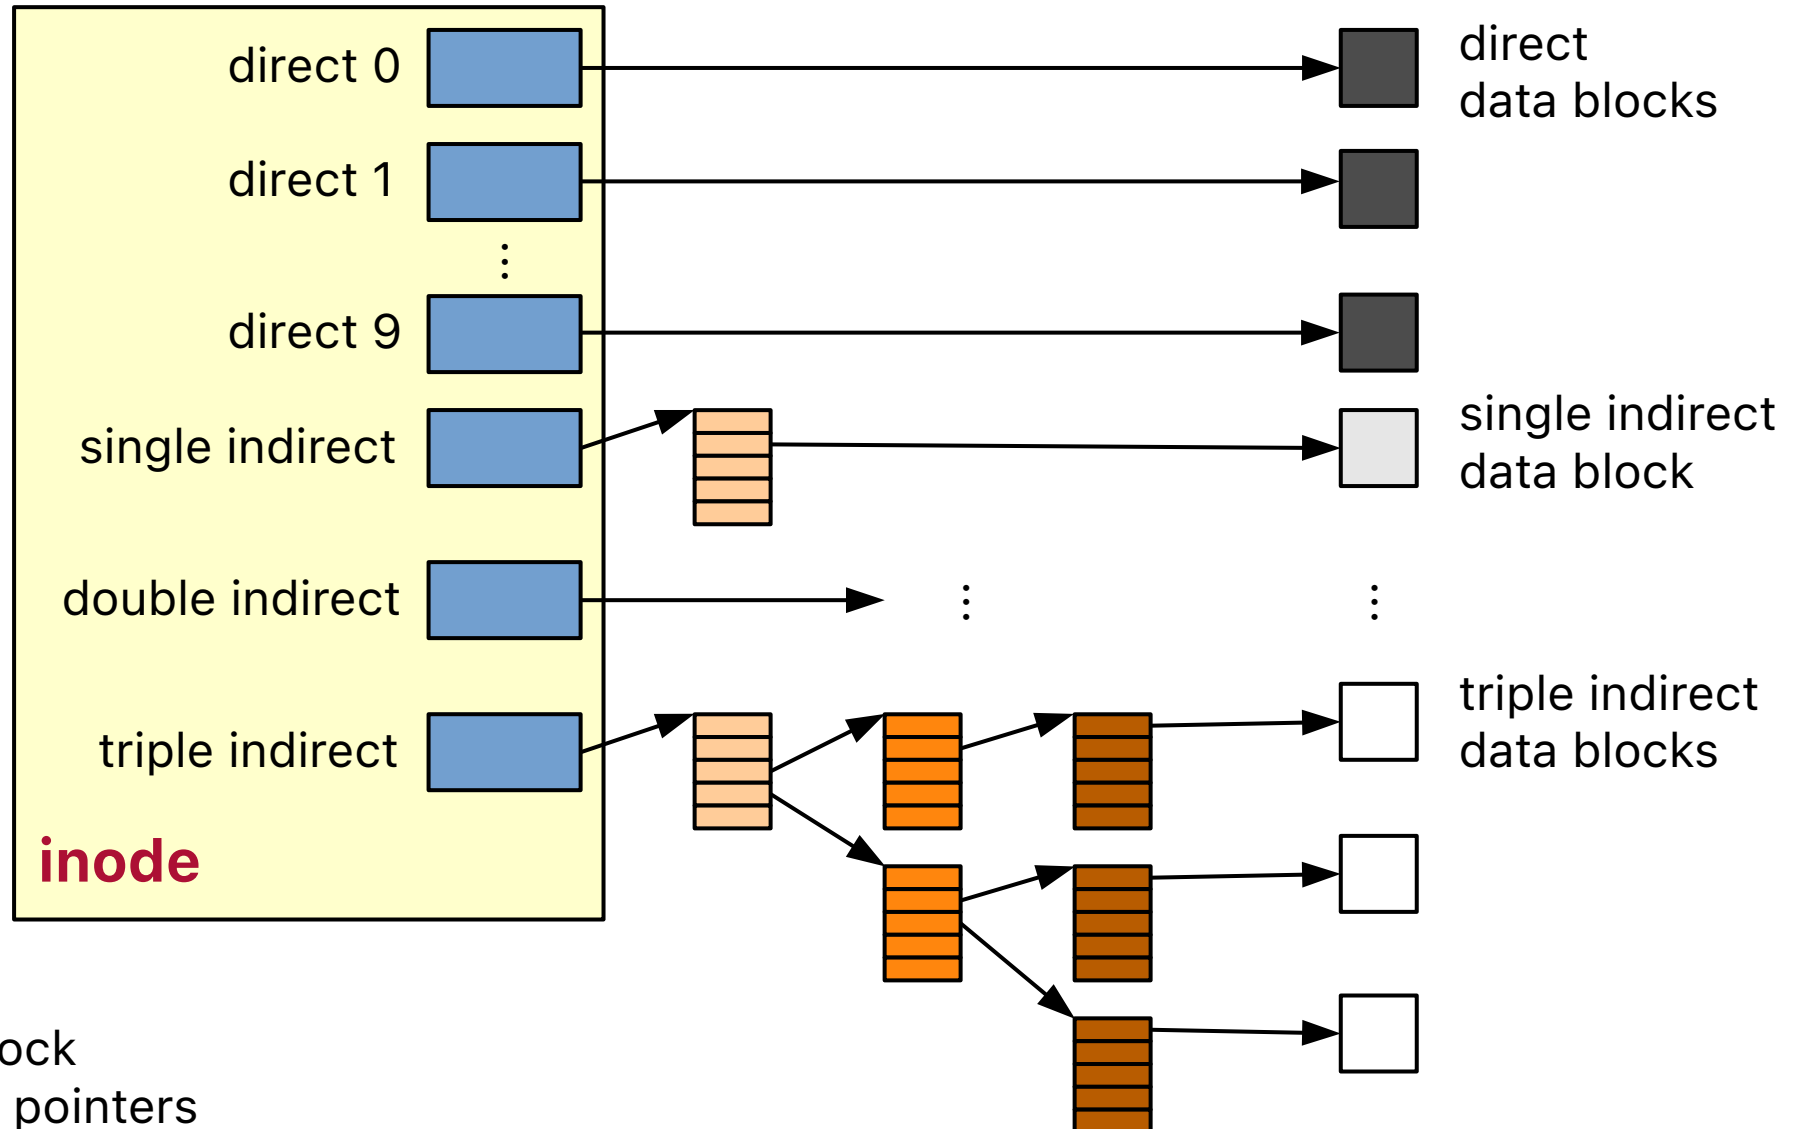 direct 0
direct
data blocks
direct 1
direct 9
single indirect
single indirect
data block
double indirect
triple indirect
triple indirect
data blocks
inode
pointers